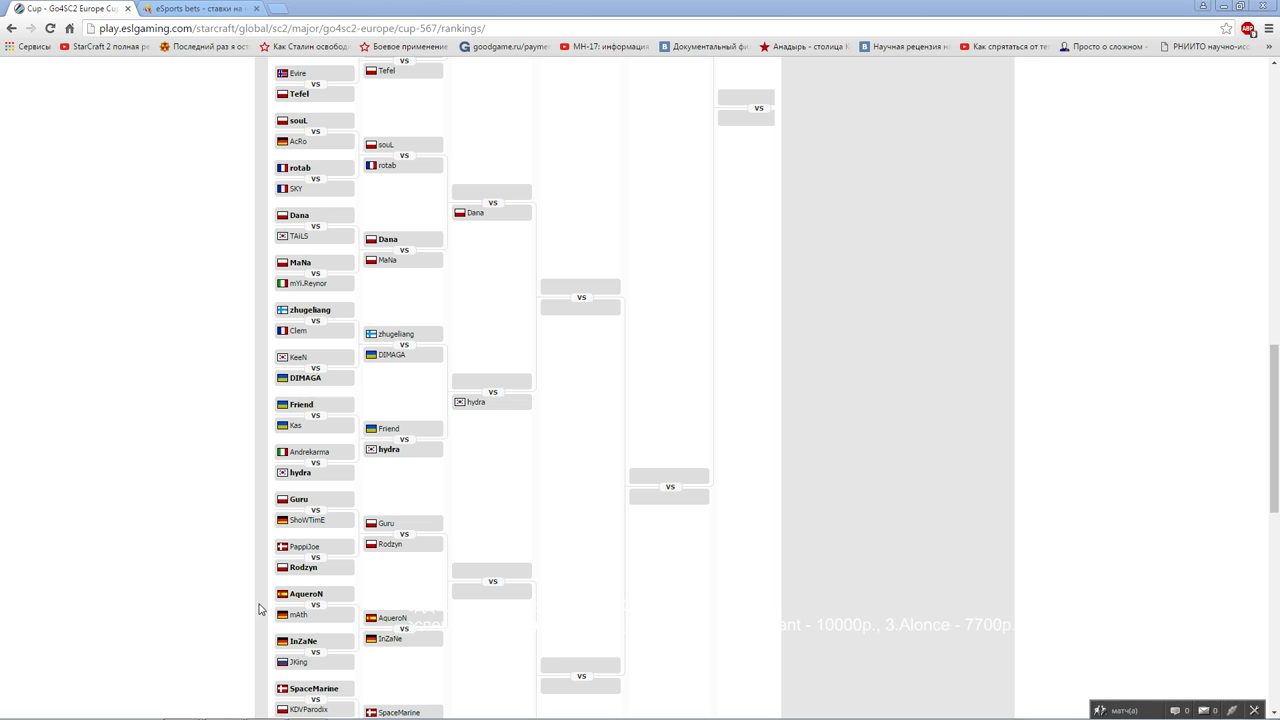 Cup - Go4SC2 Europe Cup
eSports bets - ставки на
play.eslgaming.com/starcraft/global/sc2/major/go4sc2-europe/cup-567/rankings/
Сервисы
StarCraft 2 полная ре
Последний раз я ост
Как Сталин освобод
Боевое применение
goodgame.ru/paymen
МН-17: информация
Документальный фил
Анадырь - столица К
Научная рецензия н
Как спрятаться от те
Просто о сложном -
РНИИТО научно-исс
»
Evire
VS
Tefel
VS
Tefel
VS
souL
VS
AcRo
souL
VS
rotab
rotab
VS
SKY
VS
Dana
Dana
VS
TAiLS
Dana
VS
MaNa
MaNa
VS
mYi.Reynor
VS
zhugeliang
VS
Clem
zhugeliang
VS
DIMAGA
KeeN
VS
DIMAGA
VS
hydra
Friend
VS
Kas
Friend
VS
hydra
Andrekarma
VS
hydra
VS
Guru
VS
ShoWTimE
Guru
VS
Rodzyn
PappiJoe
VS
Rodzyn
VS
AqueroN
VS
mAth
AqueroN
VS
InZaNe
InZaNe
VS
JKing
VS
SpaceMarine
VS
KDVParodix
SpaceMarine
ant - 10000р., 3.Alonce - 7700р.
матч(а)
0
0